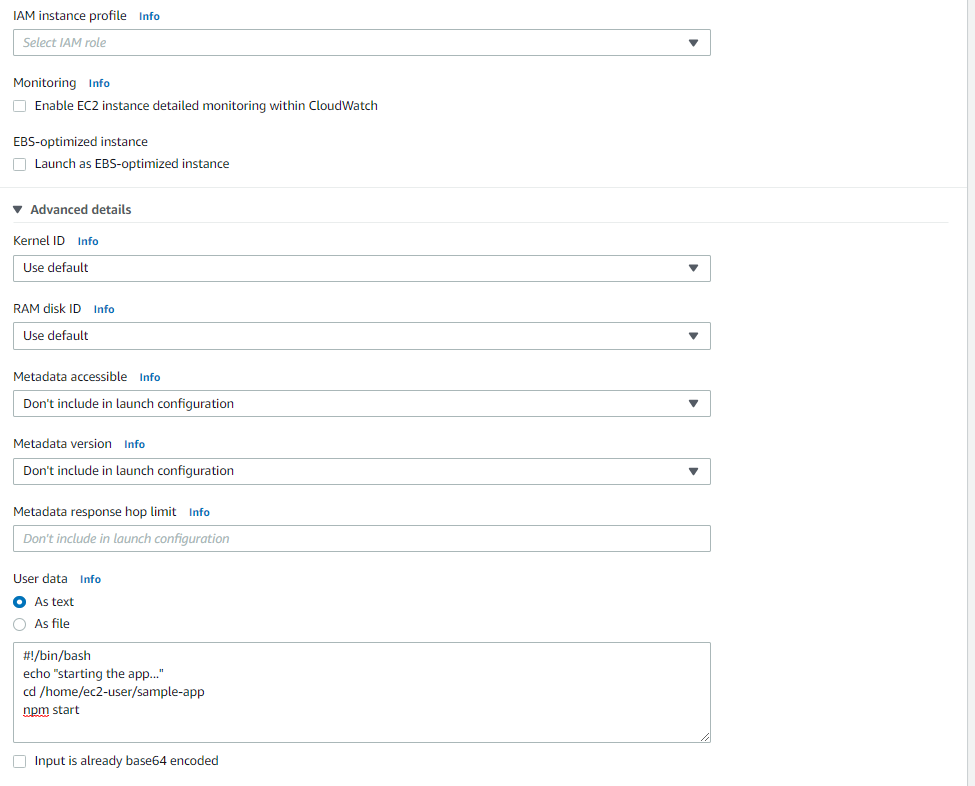 IAM instance profile Info
Select IAM role
Monitoring Info
Enable EC2 instance detailed monitoring within CloudWatch
EBS-optimized instance
Launch as EBS-optimized instance
Advanced details
Kernel ID Info
Use default
RAM disk ID Info
Use default
Metadata accessible Info
Don't include in launch configuration
Metadata version Info
Don't include in launch configuration
Metadata response hop limit Info
Don't include in launch configuration
User data Info
As text
As file
#!/bin/bash
echo "starting the app..."
cd /home/ec2-user/sample-app
npm start
Input is already base64 encoded